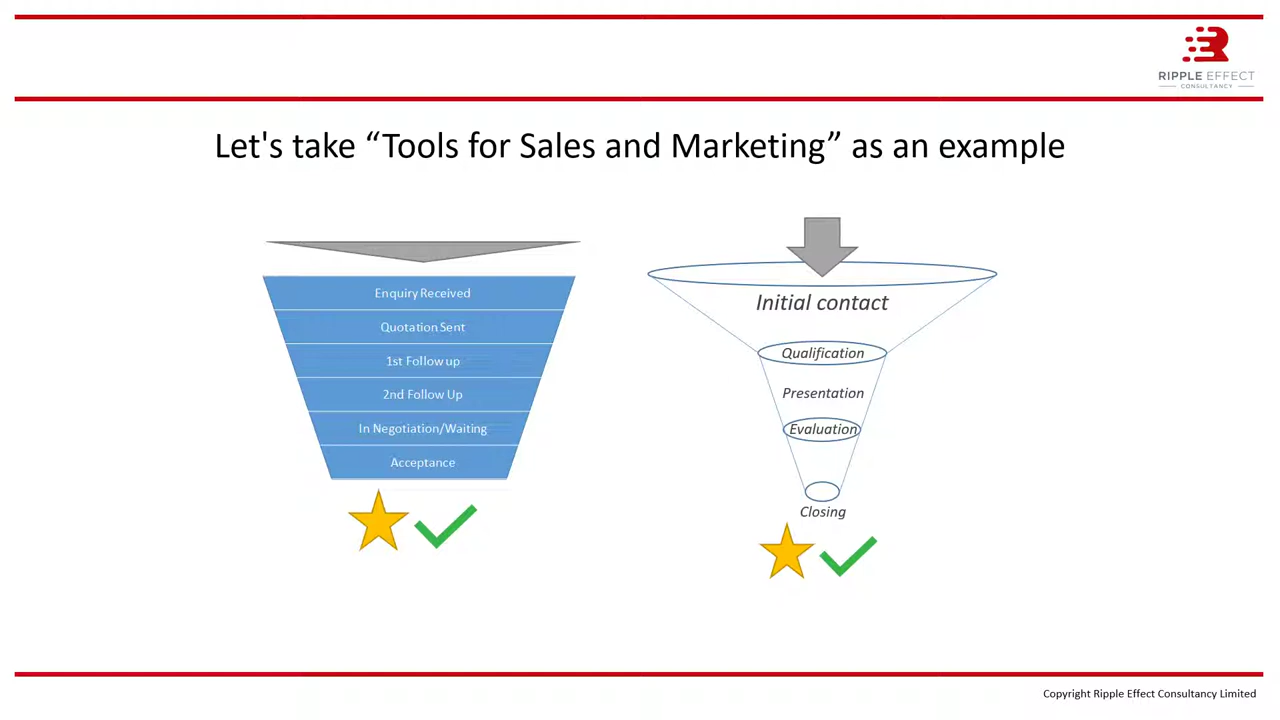 RIPPLE EFFECT
CONSULTANCY
Let's take “Tools for Sales and Marketing” as an example
Enquiry Received
Quotation Sent
1st Follow up
2nd Follow Up
In Negotiation/Waiting
Acceptance
Initial contact
Qualification
Presentation
Evaluation
Closing
Copyright Ripple Effect Consultancy Limited